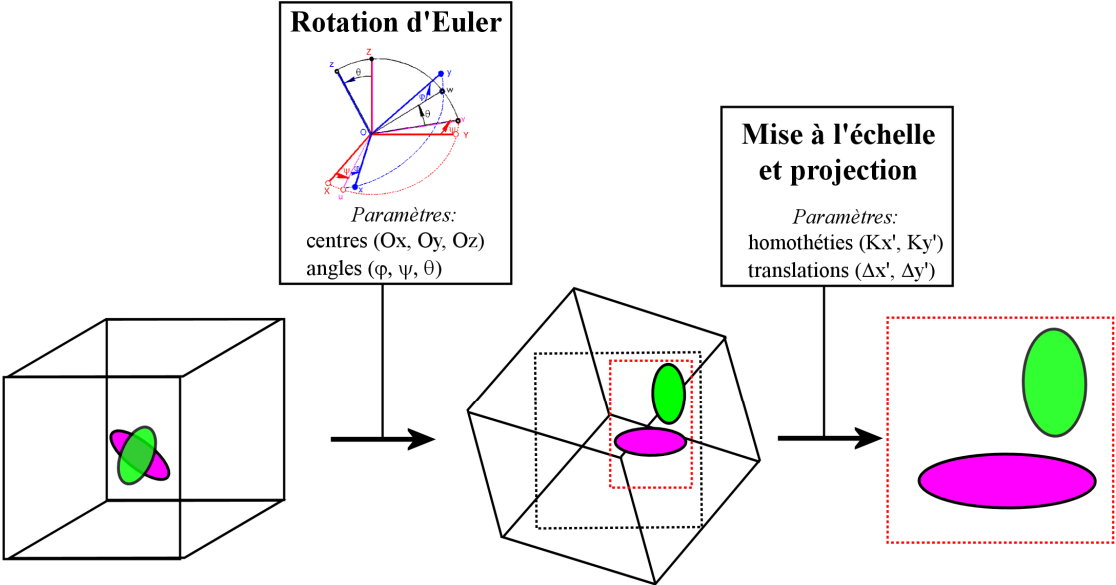 Rotation d'Euler
Z
z
θ
y
φ
w
θ
O
v
ψ
Y
ψ
φ
X
u
x
Paramètres:
centres (Ox, Oy, Oz)
angles (φ, ψ, θ)
Mise à l'échelle
et projection
Paramètres:
homothéties (Kx', Ky')
translations (Δx', Δy')